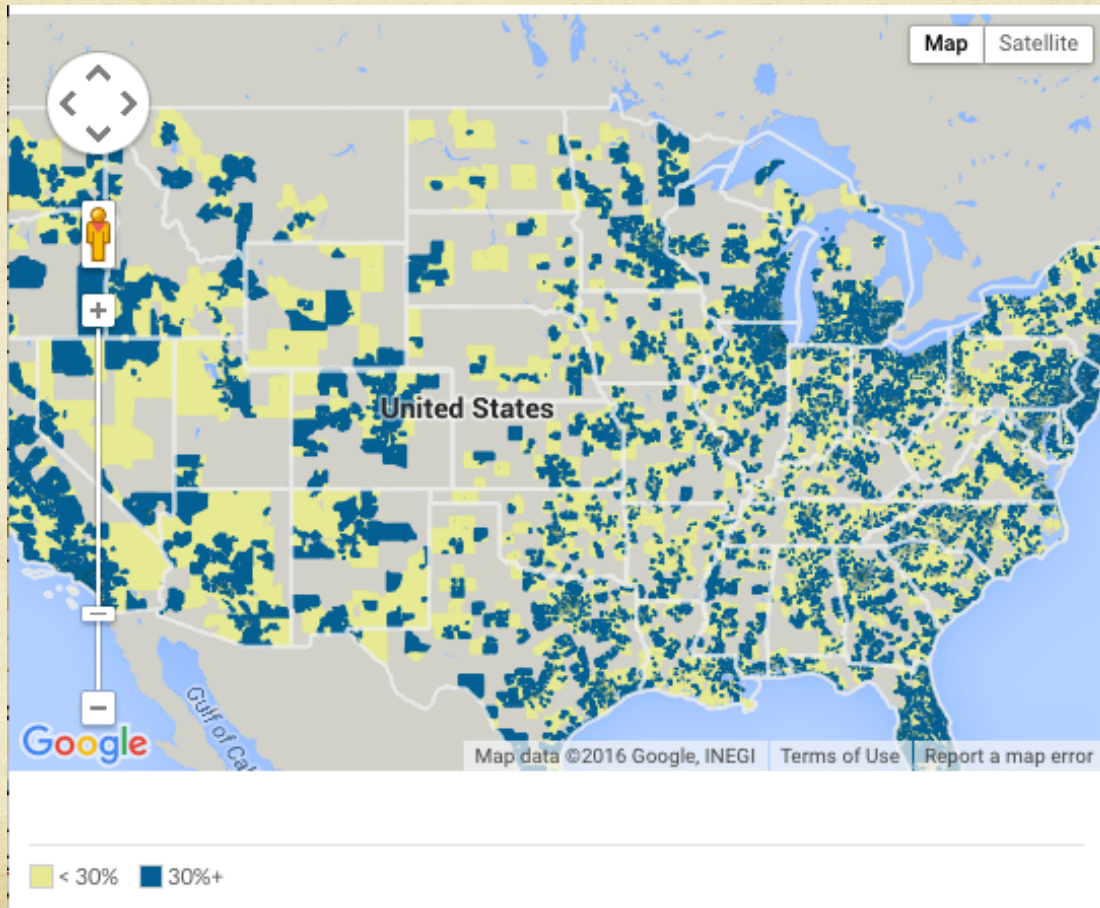 Map Satellite
+
United States
−
−
Gulf of Cal
Google
Map data ©2016 Google, INEGI Terms of Use Report a map error
< 30% 30%+